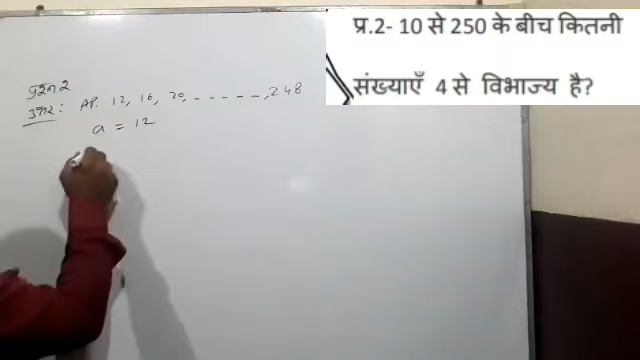 प्र.2- 10 से 250 के बीच कितनी
संख्याएँ 4 से विभाज्य है?
प्रश्न 2
उत्तर : AP. 12, 16, 20, - - - - - , 248
a = 12